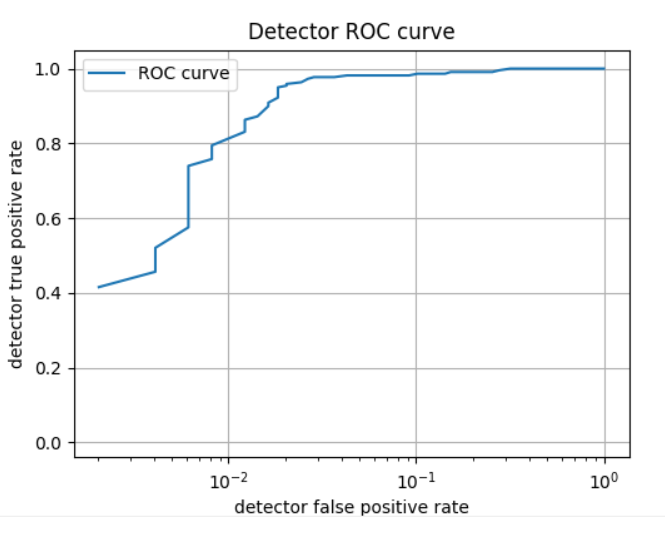 Detector ROC curve
ROC curve
detector true positive rate
1.0
0.8
0.6
0.4
0.2
0.0
10⁻² 10⁻¹ 10⁰
detector false positive rate